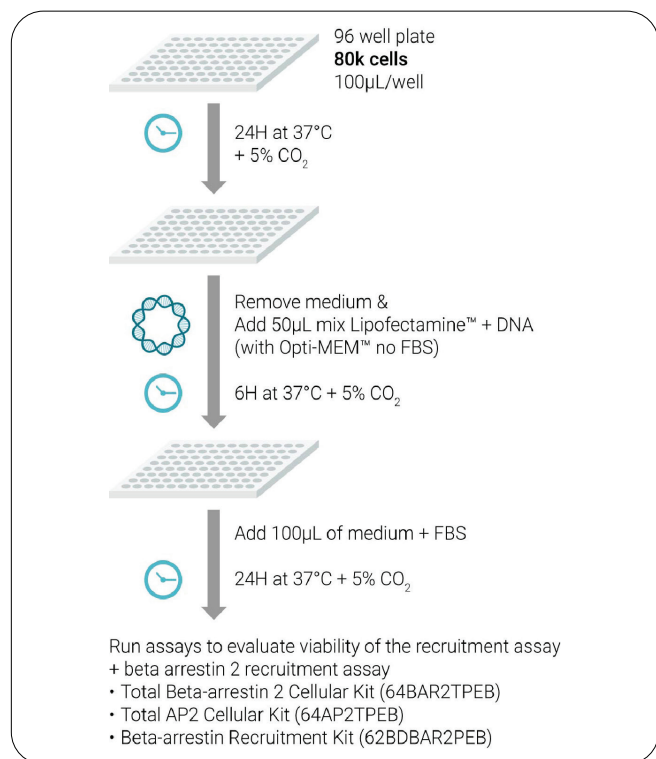 96 well plate
80k cells
100µL/well
24H at 37°C
+ 5% CO₂
Remove medium &
Add 50µL mix Lipofectamine™ + DNA
(with Opti-MEM™ no FBS)
6H at 37°C + 5% CO₂
Add 100µL of medium + FBS
24H at 37°C + 5% CO₂
Run assays to evaluate viability of the recruitment assay
+ beta arrestin 2 recruitment assay
• Total Beta-arrestin 2 Cellular Kit (64BAR2TPEB)
• Total AP2 Cellular Kit (64AP2TPEB)
• Beta-arrestin Recruitment Kit (62BDBAR2PEB)